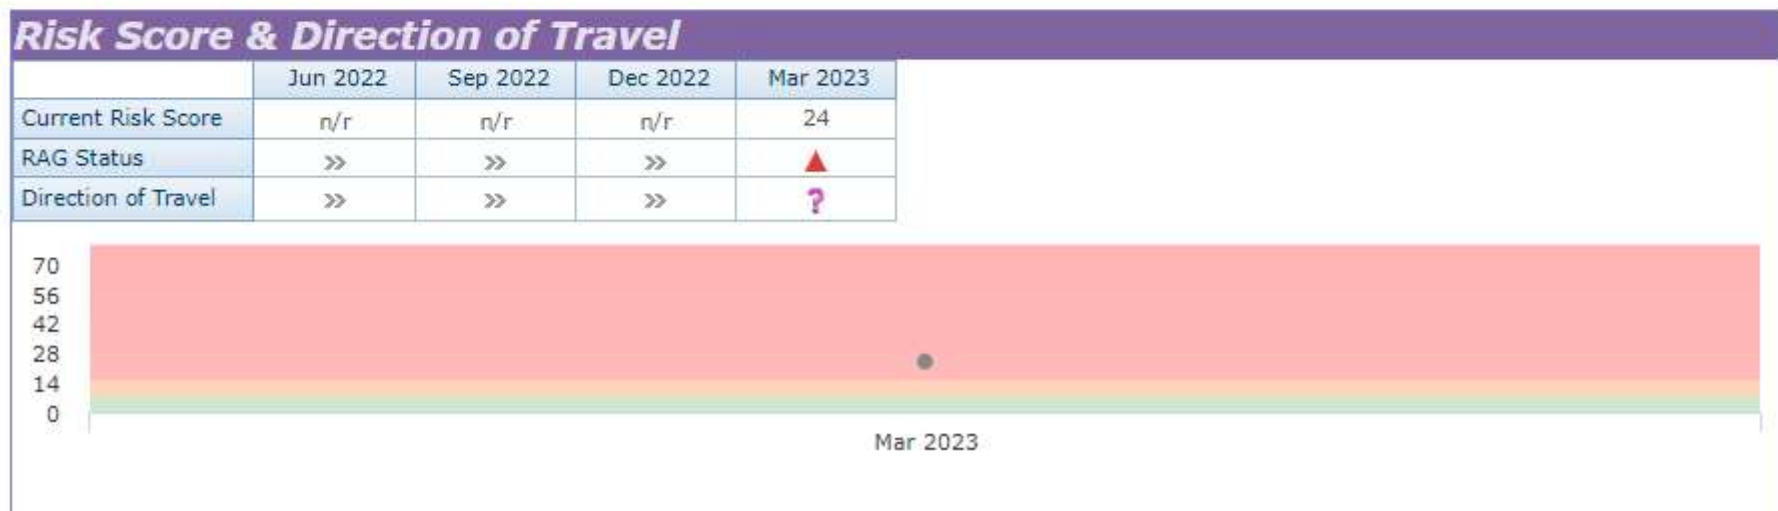 Risk Score & Direction of Travel
Jun 2022 Sep 2022 Dec 2022 Mar 2023
Current Risk Score n/r n/r n/r 24
RAG Status » » »
Direction of Travel » » » ?
70
56
42
28
14
0
Mar 2023